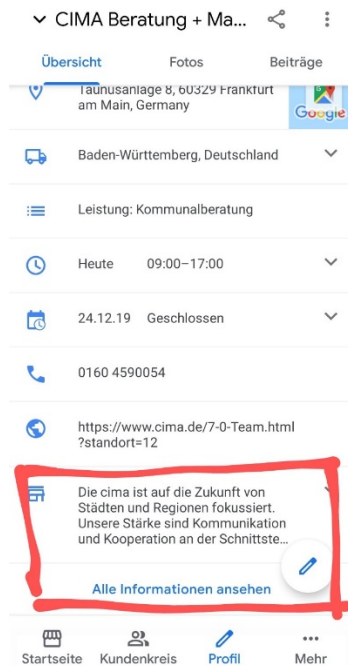 CIMA Beratung + Ma...
Übersicht Fotos Beiträge
Taunusanlage 8, 60329 Frankfurt
am Main, Germany
Google
Baden-Württemberg, Deutschland
Leistung: Kommunalberatung
Heute 09:00–17:00
24.12.19 Geschlossen
0160 4590054
https://www.cima.de/7-0-Team.html
?standort=12
Die cima ist auf die Zukunft von
Städten und Regionen fokussiert.
Unsere Stärke sind Kommunikation
und Kooperation an der Schnittste...
Alle Informationen ansehen
Startseite Kundenkreis Profil Mehr